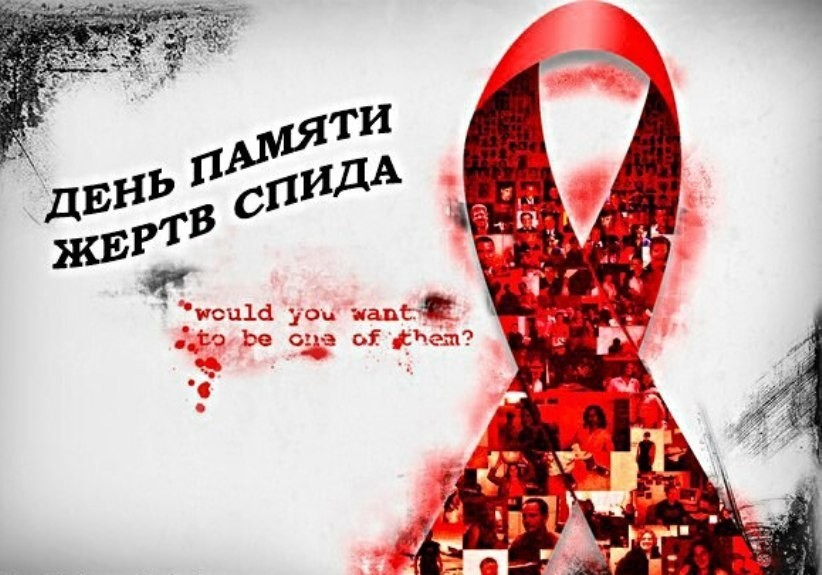 ДЕНЬ ПАМЯТИ
ЖЕРТВ СПИДА
would you want
to be one of them?